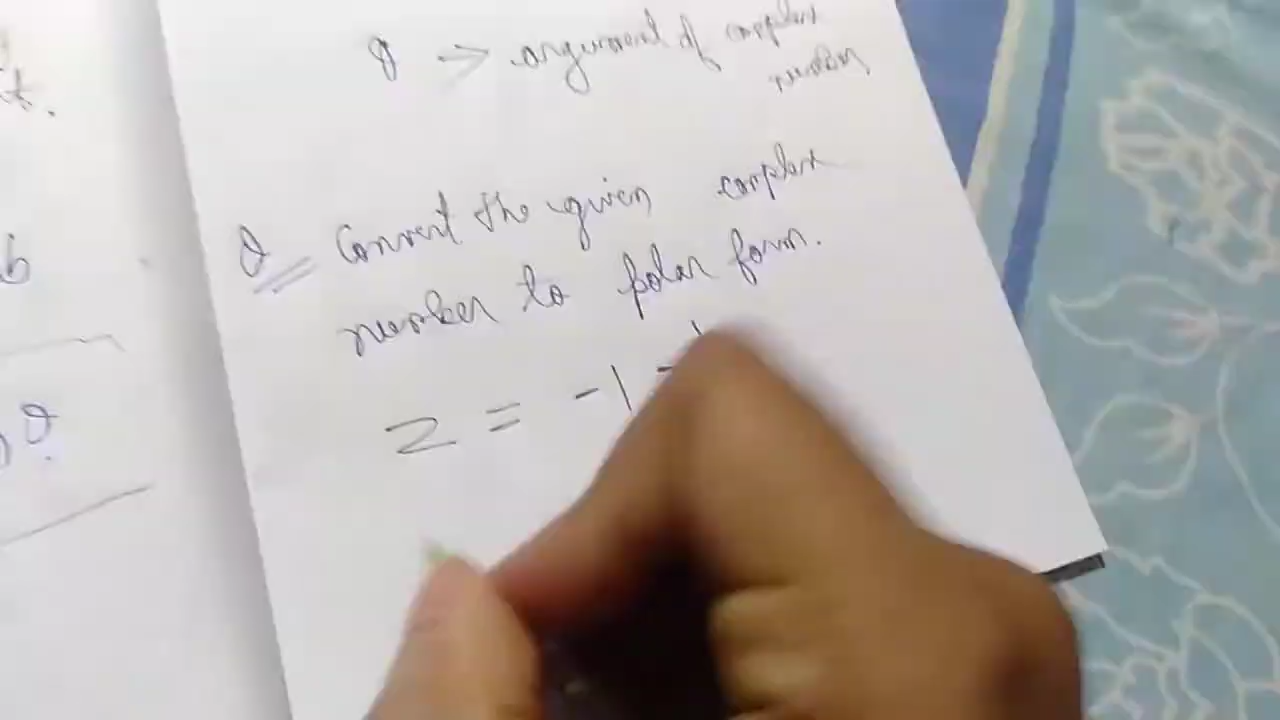 t.
b
θ
θ → argument of complex
number
Q Convert the given complex
number to polar form.
z = -1 -